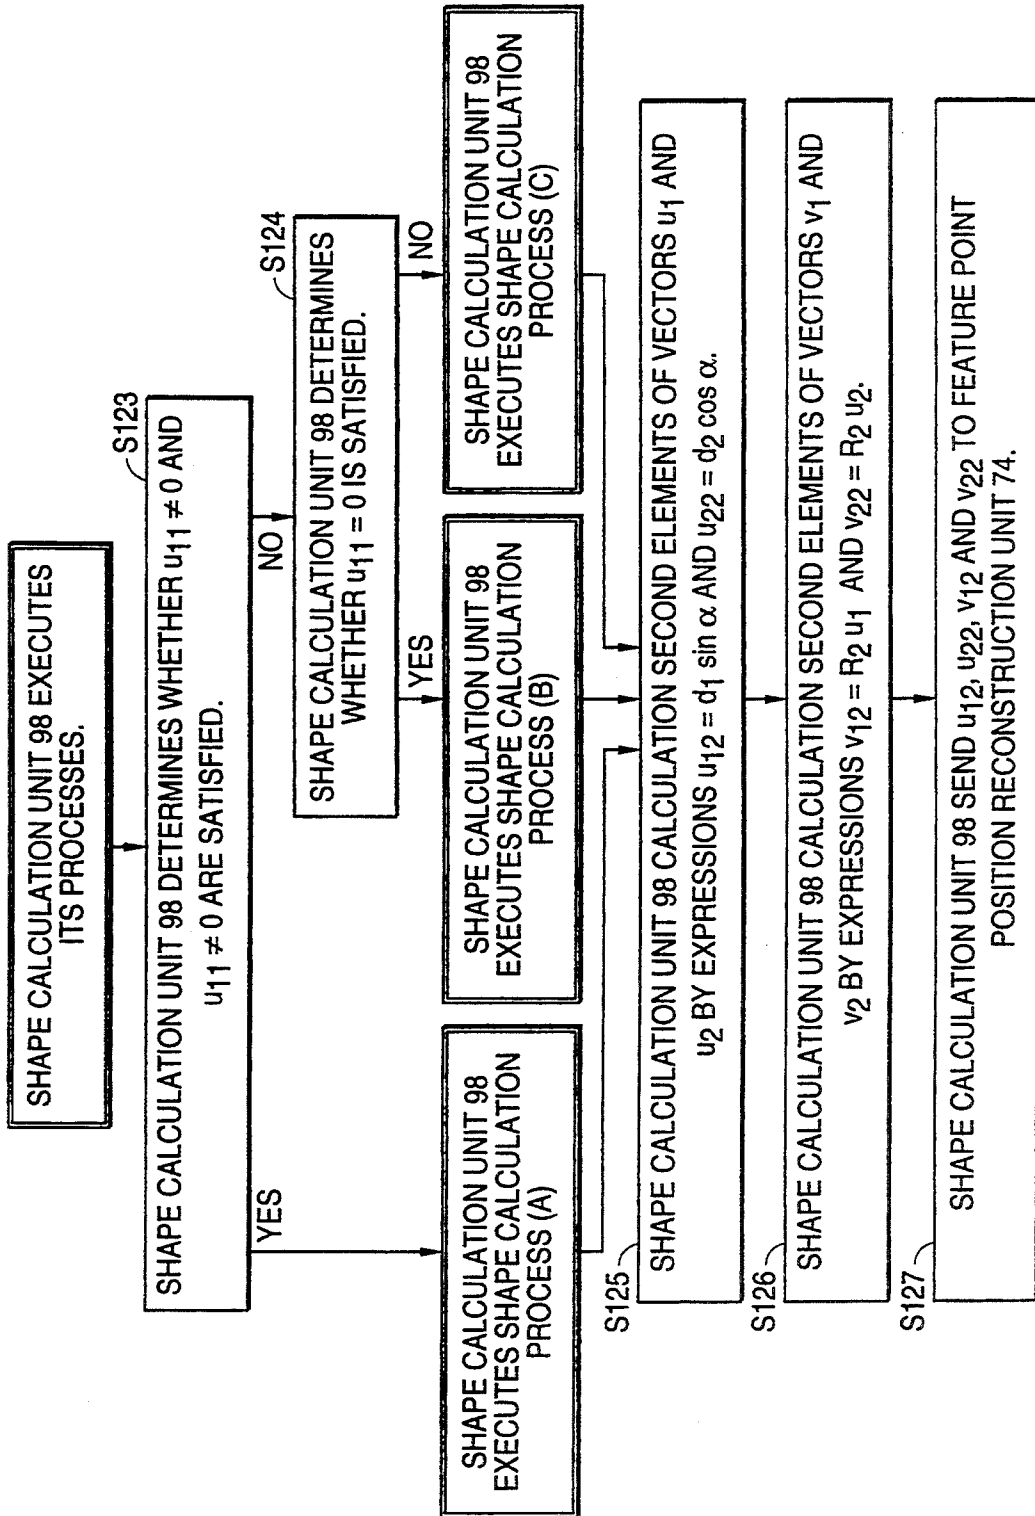 SHAPE CALCULATION UNIT 98 EXECUTES
ITS PROCESSES.
S123
SHAPE CALCULATION UNIT 98 DETERMINES WHETHER u11 ≠ 0 AND
u11 ≠ 0 ARE SATISFIED.
YES
NO
S124
SHAPE CALCULATION UNIT 98 DETERMINES
WHETHER u11 = 0 IS SATISFIED.
YES
NO
SHAPE CALCULATION UNIT 98
EXECUTES SHAPE CALCULATION
PROCESS (A)
SHAPE CALCULATION UNIT 98
EXECUTES SHAPE CALCULATION
PROCESS (B)
SHAPE CALCULATION UNIT 98
EXECUTES SHAPE CALCULATION
PROCESS (C)
S125
SHAPE CALCULATION UNIT 98 CALCULATION SECOND ELEMENTS OF VECTORS u1 AND
u2 BY EXPRESSIONS u12 = d1 sin α AND u22 = d2 cos α.
S126
SHAPE CALCULATION UNIT 98 CALCULATION SECOND ELEMENTS OF VECTORS v1 AND
v2 BY EXPRESSIONS v12 = R2 u1 AND v22 = R2 u2.
S127
SHAPE CALCULATION UNIT 98 SEND u12, u22, v12 AND v22 TO FEATURE POINT
POSITION RECONSTRUCTION UNIT 74.